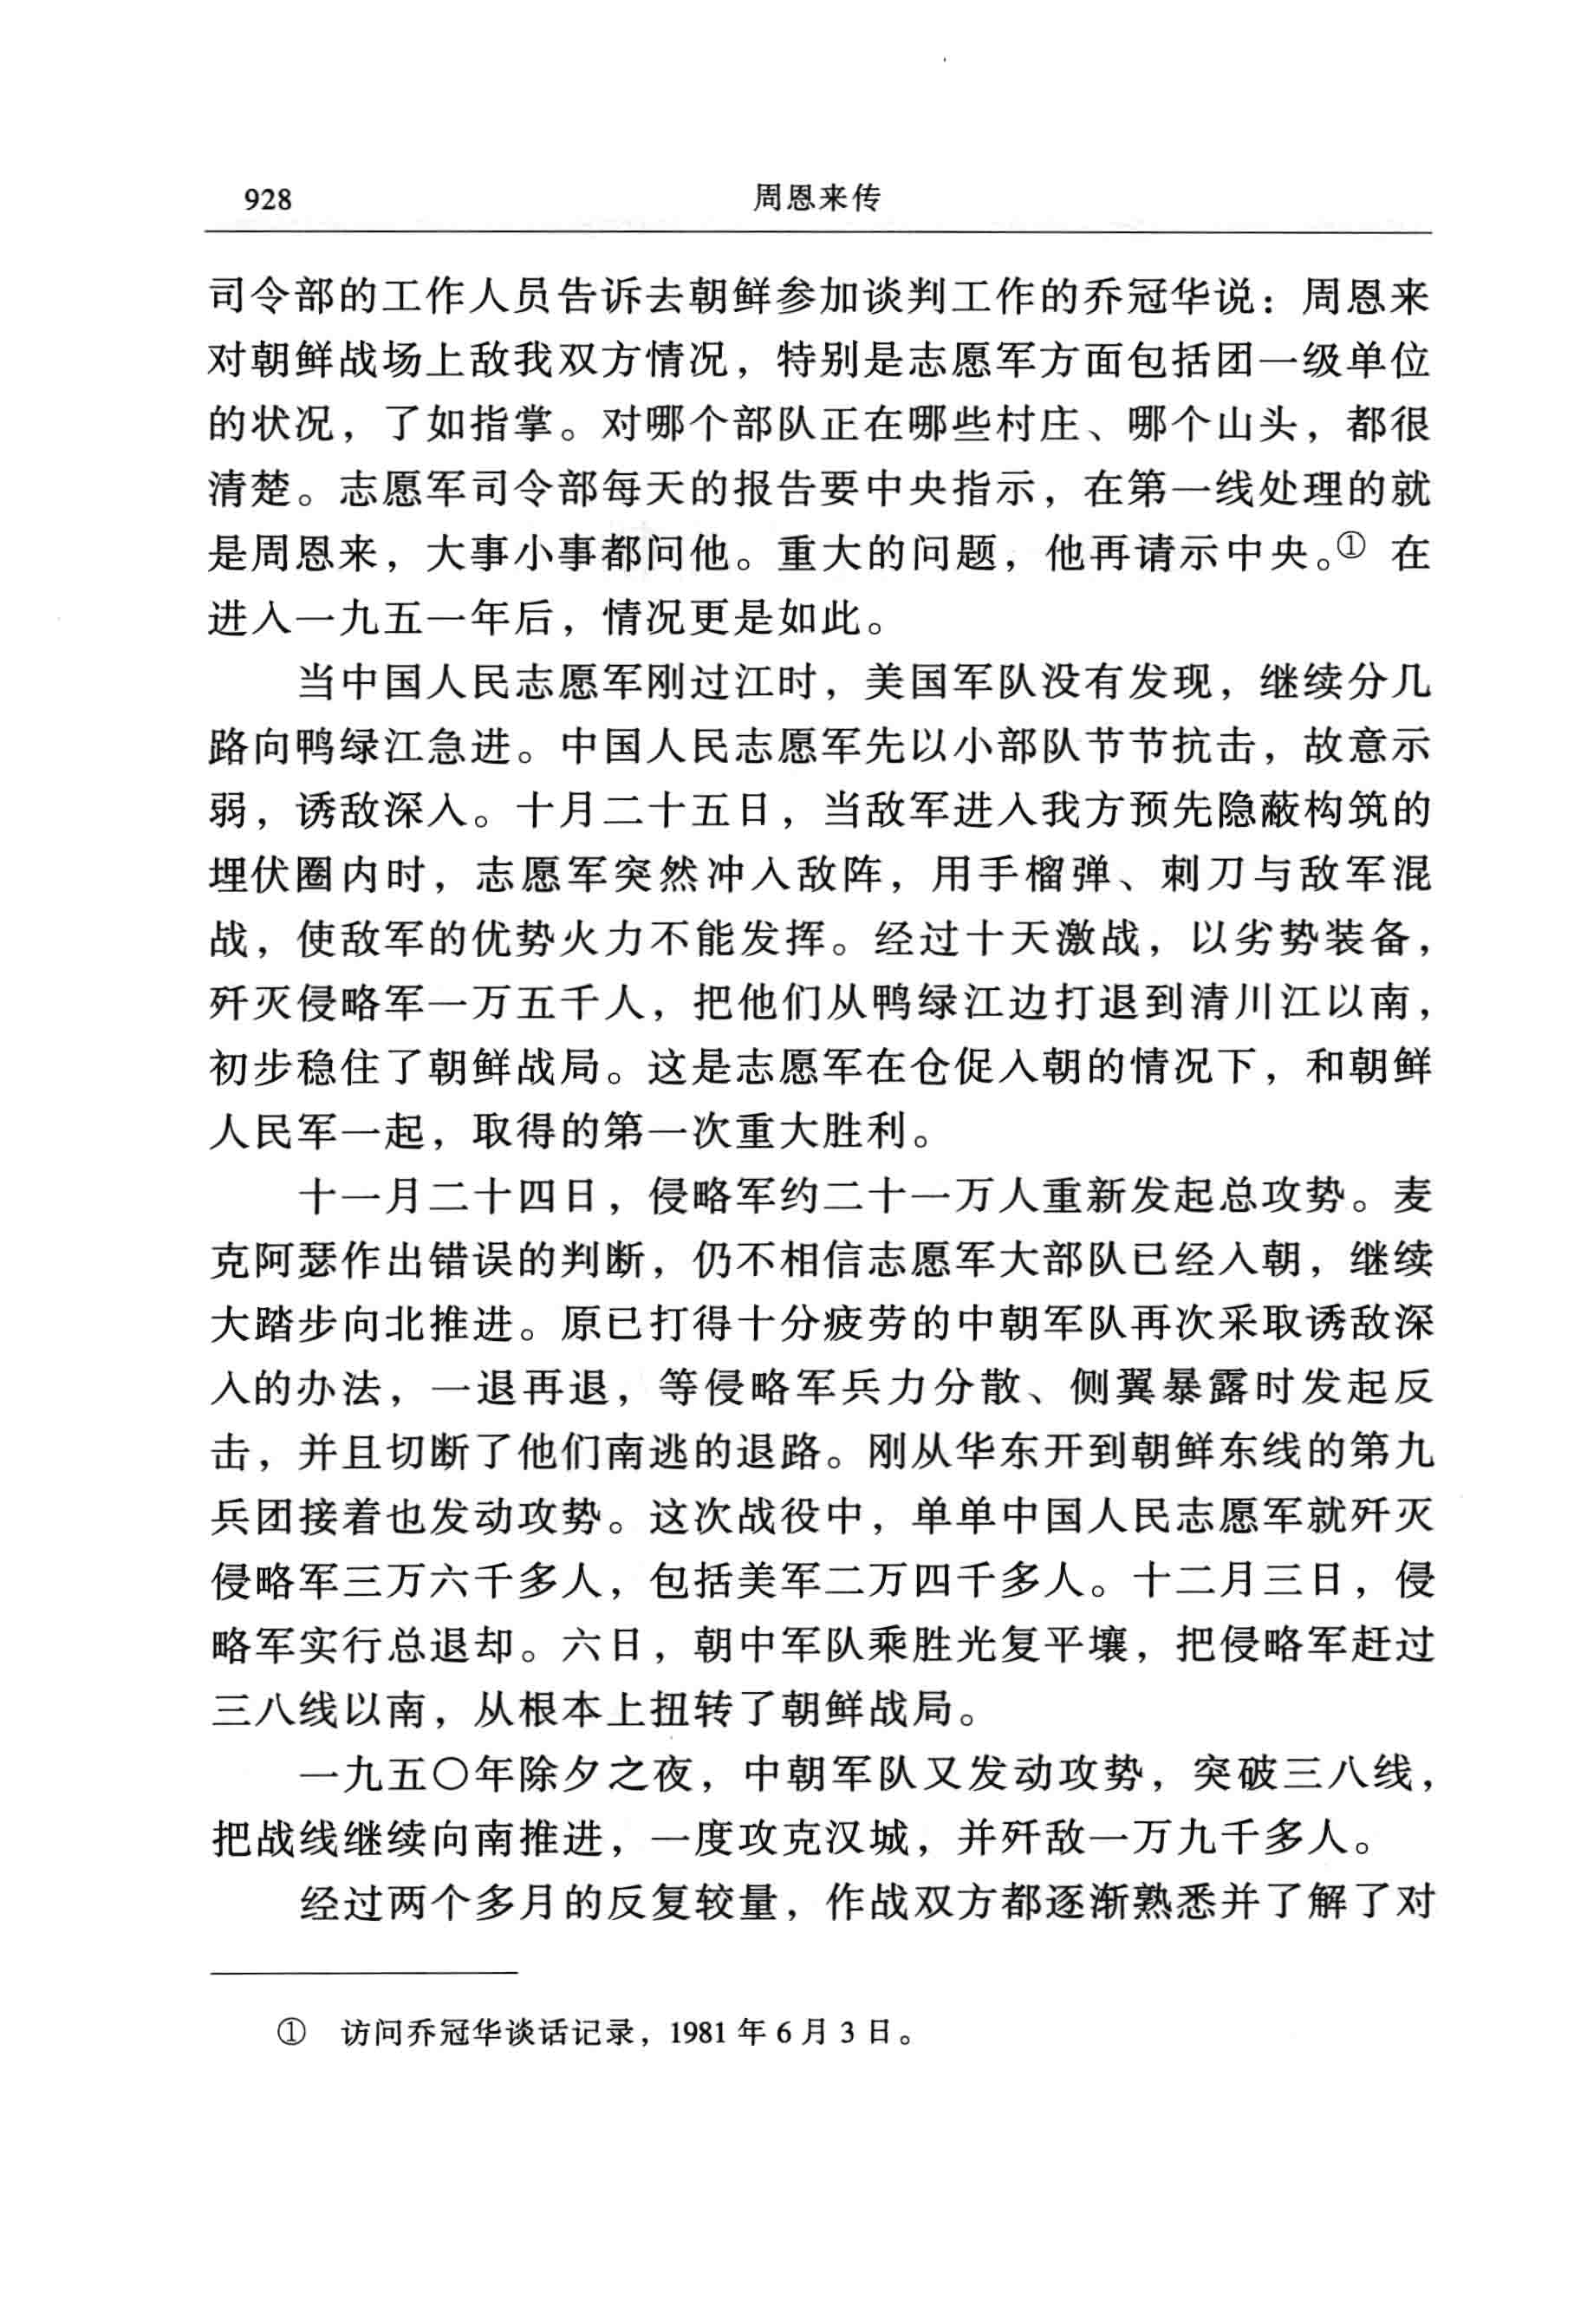 928
周恩来传
司令部的工作人员告诉去朝鲜参加谈判工作的乔冠华说：周恩来
对朝鲜战场上敌我双方情况，特别是志愿军方面包括团一级单位
的状况，了如指掌。对哪个部队正在哪些村庄、哪个山头，都很
清楚。志愿军司令部每天的报告要中央指示，在第一线处理的就
是周恩来，大事小事都问他。重大的问题，他再请示中央。① 在
进入一九五一年后，情况更是如此。
当中国人民志愿军刚过江时，美国军队没有发现，继续分几
路向鸭绿江急进。中国人民志愿军先以小部队节节抗击，故意示
弱，诱敌深入。十月二十五日，当敌军进入我方预先隐蔽构筑的
埋伏圈内时，志愿军突然冲入敌阵，用手榴弹、刺刀与敌军混
战，使敌军的优势火力不能发挥。经过十天激战，以劣势装备，
歼灭侵略军一万五千人，把他们从鸭绿江边打退到清川江以南，
初步稳住了朝鲜战局。这是志愿军在仓促入朝的情况下，和朝鲜
人民军一起，取得的第一次重大胜利。
十一月二十四日，侵略军约二十一万人重新发起总攻势。麦
克阿瑟作出错误的判断，仍不相信志愿军大部队已经入朝，继续
大踏步向北推进。原已打得十分疲劳的中朝军队再次采取诱敌深
入的办法，一退再退，等侵略军兵力分散、侧翼暴露时发起反
击，并且切断了他们南逃的退路。刚从华东开到朝鲜东线的第九
兵团接着也发动攻势。这次战役中，单单中国人民志愿军就歼灭
侵略军三万六千多人，包括美军二万四千多人。十二月三日，侵
略军实行总退却。六日，朝中军队乘胜光复平壤，把侵略军赶过
三八线以南，从根本上扭转了朝鲜战局。
一九五〇年除夕之夜，中朝军队又发动攻势，突破三八线，
把战线继续向南推进，一度攻克汉城，并歼敌一万九千多人。
经过两个多月的反复较量，作战双方都逐渐熟悉并了解了对
① 访问乔冠华谈话记录，1981 年 6 月 3 日。